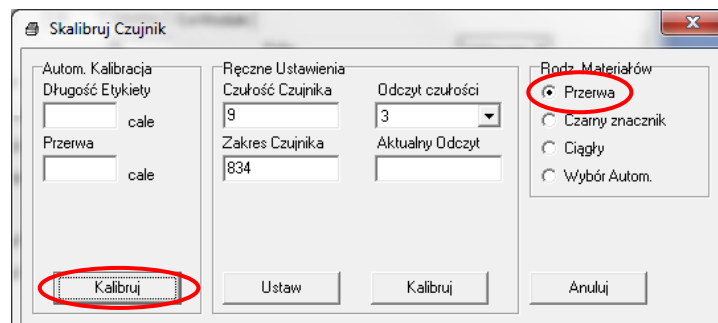 Skalibruj Czujnik
Autom. Kalibracja
Długość Etykiety
cale
Przerwa
cale
Kalibruj
Ręczne Ustawienia
Czułość Czujnika
Odczyt czułości
9
3
Zakres Czujnika
Aktualny Odczyt
834
Ustaw
Kalibruj
Rodz. Materiałów
Przerwa
Czarny znacznik
Ciągły
Wybór Autom.
Anuluj